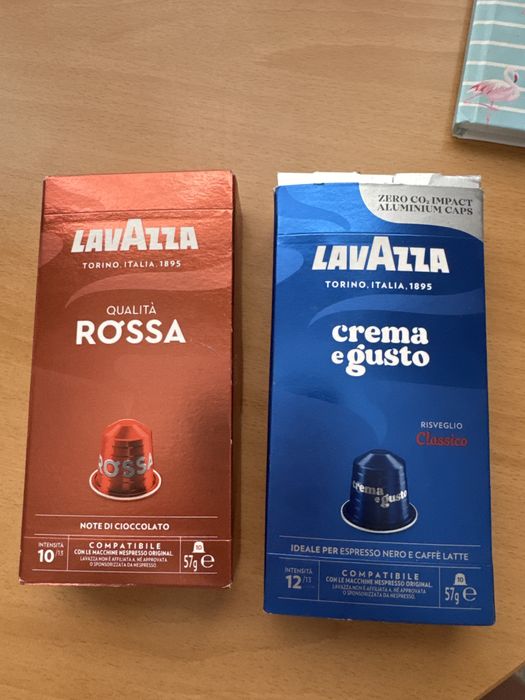 LAVAZZA
TORINO, ITALIA, 1895
QUALITÀ
ROSSA
ROSSA
NOTE DI CIOCCOLATO
INTENSITÀ
10/13
COMPATIBILE
CON LE MACCHINE NESPRESSO ORIGINAL.
LAVAZZA NON È AFFILIATA A, NÉ APPROVATA
O SPONSORIZZATA DA NESPRESSO.
10
57g e
ZERO CO₂ IMPACT
ALUMINIUM CAPS
LAVAZZA
TORINO, ITALIA, 1895
crema
e gusto
RISVEGLIO
Classico
crema
e gusto
IDEALE PER ESPRESSO NERO E CAFFÈ LATTE
INTENSITÀ
12/13
COMPATIBILE
CON LE MACCHINE NESPRESSO ORIGINAL.
LAVAZZA NON È AFFILIATA A, NÉ APPROVATA
O SPONSORIZZATA DA NESPRESSO.
10
57g e